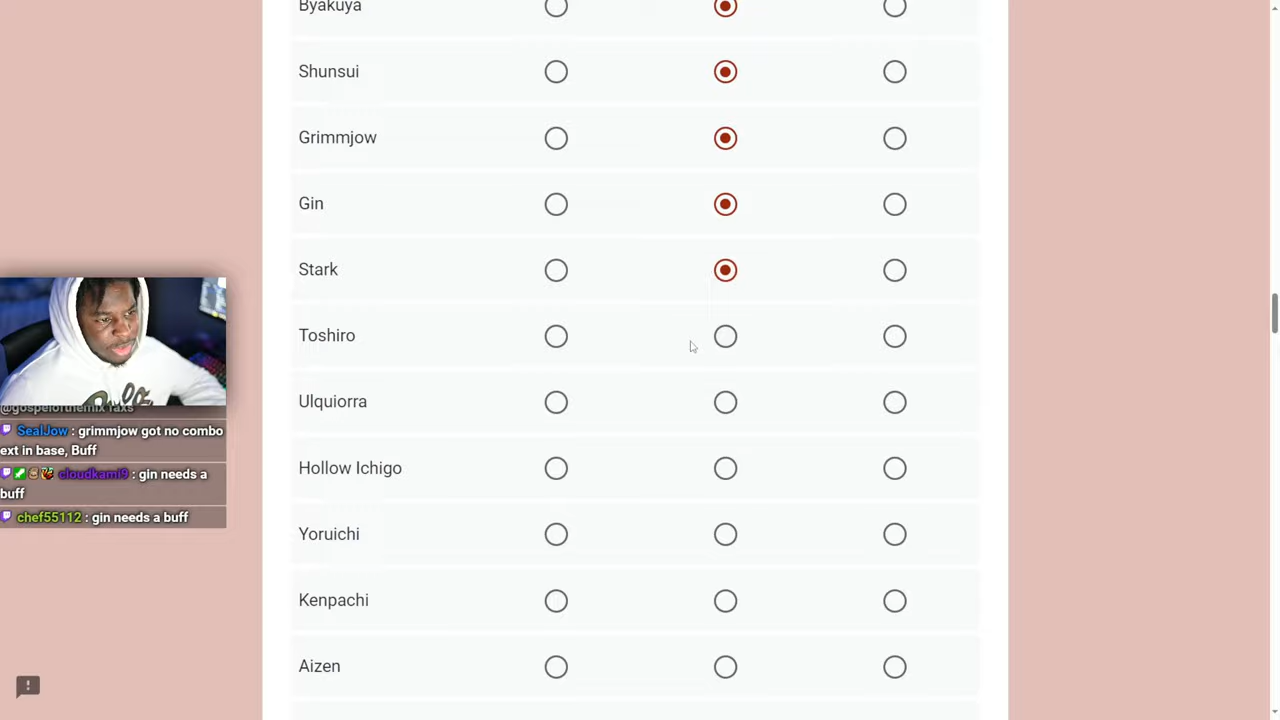 Byakuya
Shunsui
Grimmjow
Gin
Stark
Toshiro
Ulquiorra
Hollow Ichigo
Yoruichi
Kenpachi
Aizen
SealJow : grimmjow got no combo
ext in base, Buff
cloudkami9 : gin needs a
buff
chef55112 : gin needs a buff